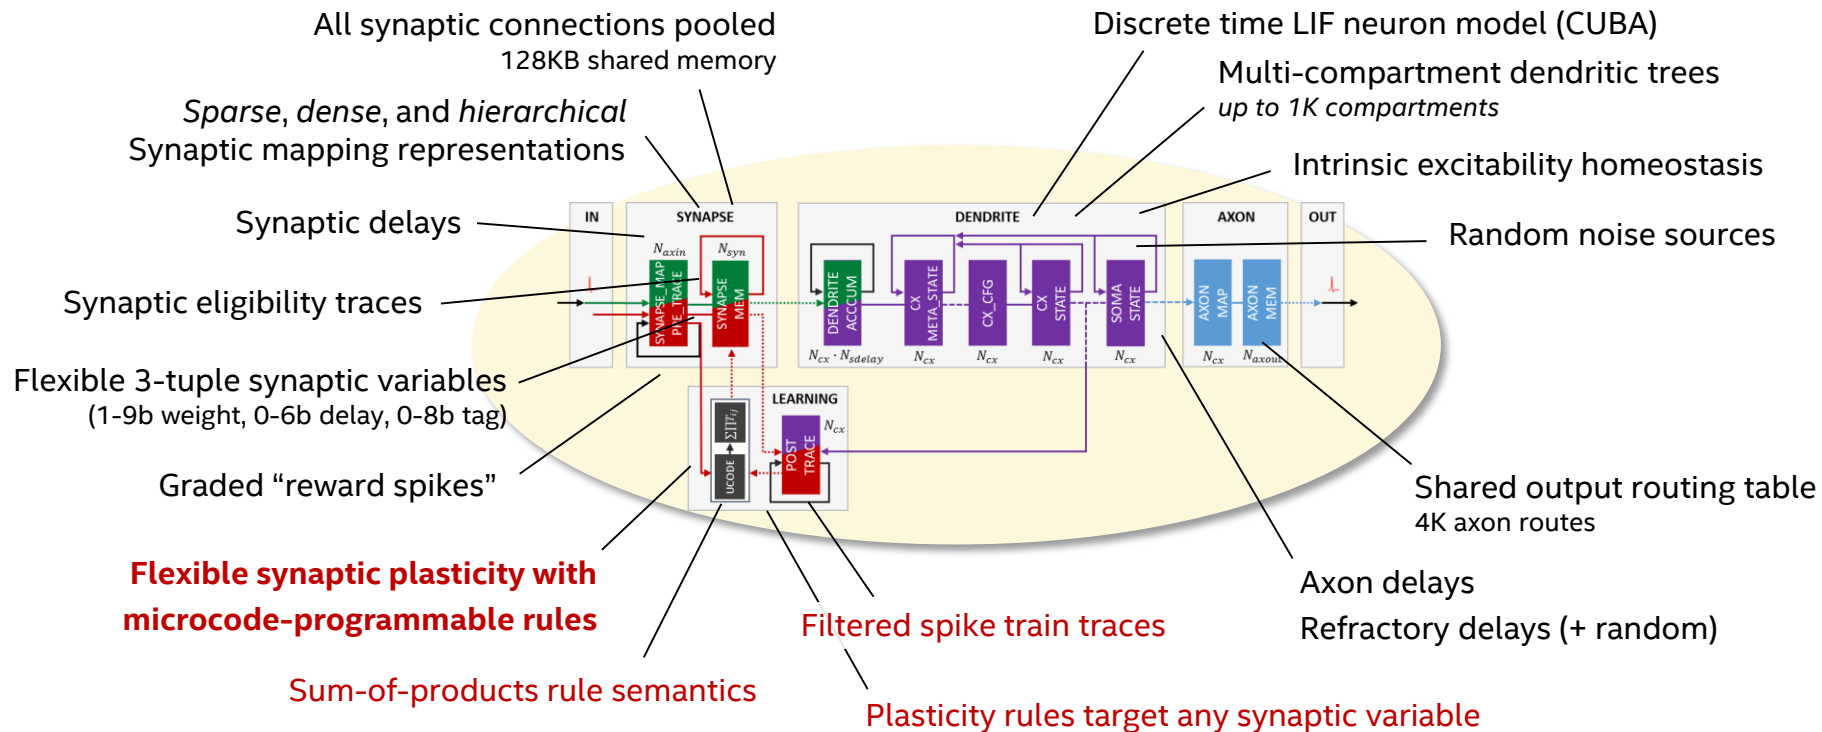 All synaptic connections pooled
128KB shared memory
Discrete time LIF neuron model (CUBA)
Multi-compartment dendritic trees
up to 1K compartments
Sparse, dense, and hierarchical
Synaptic mapping representations
Intrinsic excitability homeostasis
Synaptic delays
Random noise sources
Synaptic eligibility traces
Flexible 3-tuple synaptic variables
(1-9b weight, 0-6b delay, 0-8b tag)
Graded “reward spikes”
Flexible synaptic plasticity with
microcode-programmable rules
Sum-of-products rule semantics
Filtered spike train traces
Plasticity rules target any synaptic variable
Shared output routing table
4K axon routes
Axon delays
Refractory delays (+ random)
IN
SYNAPSE
N_axin
N_syn
SYNAPSE_MAP
PRE_TRACE
SYNAPSE
MEM
DENDRITE
DENDRITE
ACCCUM
CX
META_STATE
CX_CFG
CX
STATE
SOMA
STATE
N_cx · N_sdelay
N_cx
N_cx
N_cx
N_cx
AXON
AXON
MAP
AXON
MEM
N_cx
N_axout
OUT
LEARNING
ΣΠT_ij
UCODE
POST
TRACE
N_cx